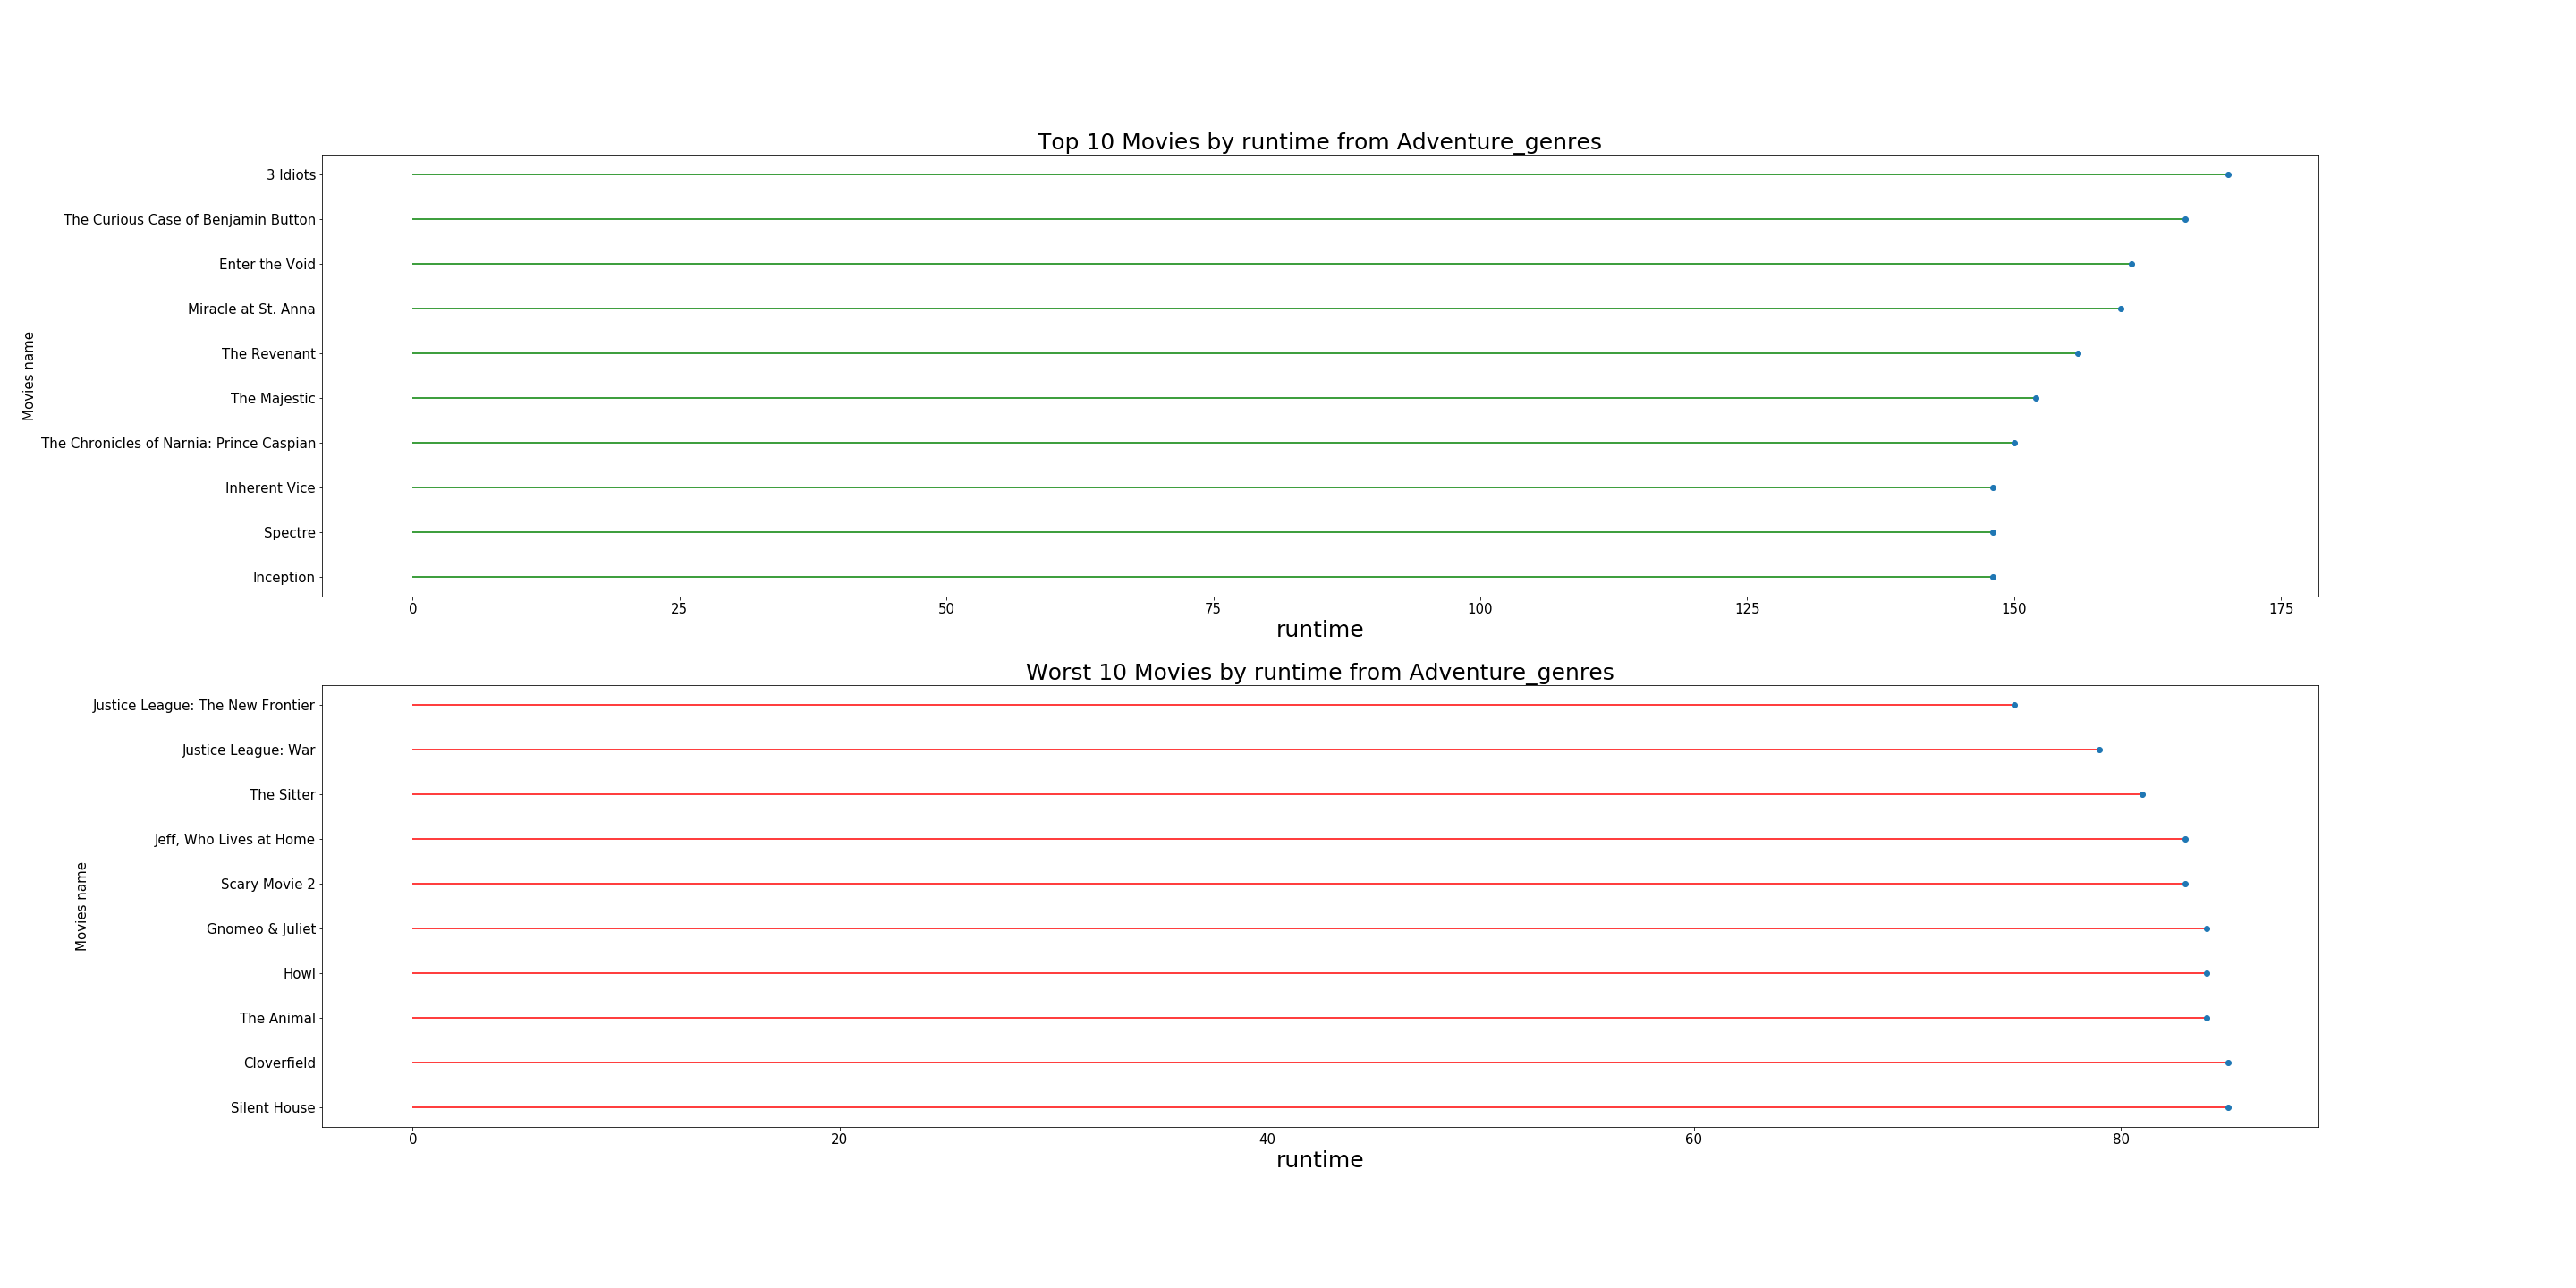 Top 10 Movies by runtime from Adventure_genres
Movies name
3 Idiots
The Curious Case of Benjamin Button
Enter the Void
Miracle at St. Anna
The Revenant
The Majestic
The Chronicles of Narnia: Prince Caspian
Inherent Vice
Spectre
Inception
0 25 50 75 100 125 150 175
runtime
Worst 10 Movies by runtime from Adventure_genres
Movies name
Justice League: The New Frontier
Justice League: War
The Sitter
Jeff, Who Lives at Home
Scary Movie 2
Gnomeo & Juliet
Howl
The Animal
Cloverfield
Silent House
0 20 40 60 80
runtime